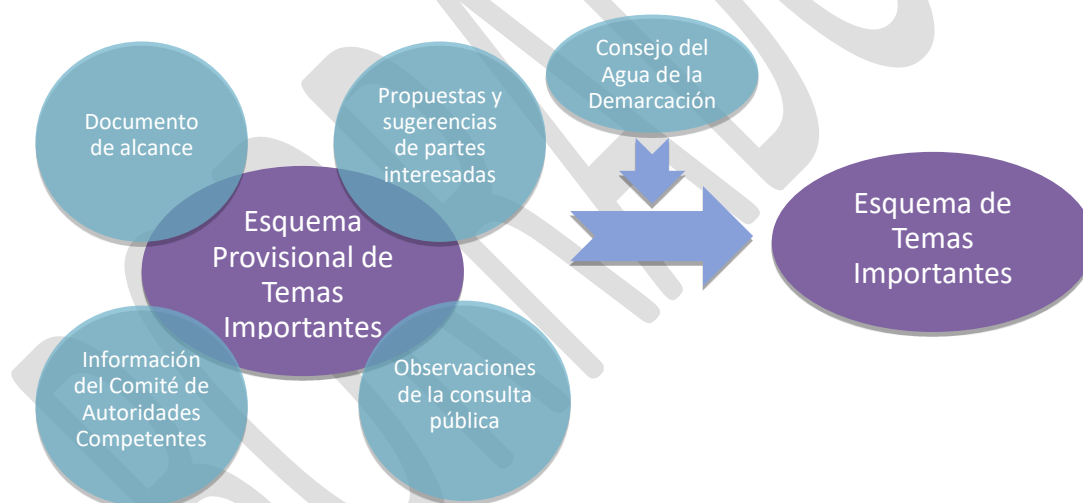 Documento
de alcance
Propuestas y
sugerencias
de partes
interesadas
Consejo del
Agua de la
Demarcación
Esquema
Provisional de
Temas
Importantes
Esquema de
Temas
Importantes
Información
del Comité de
Autoridades
Competentes
Observaciones
de la consulta
pública